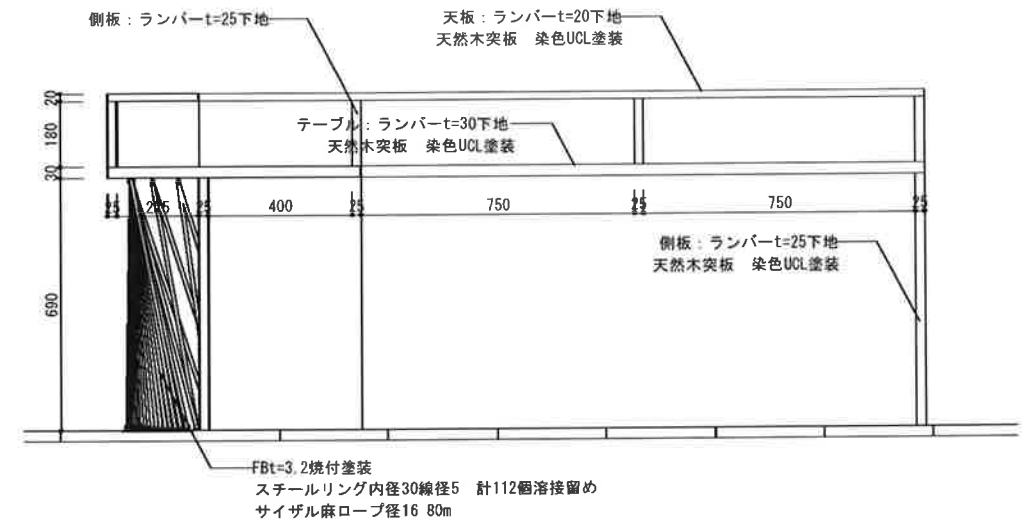 側板：ランバーt=25下地
天板：ランバーt=20下地
天然木突板　染色UCL塗装
20
180
30
テーブル：ランバーt=30下地
天然木突板　染色UCL塗装
25
400
25
750
25
750
25
側板：ランバーt=25下地
天然木突板　染色UCL塗装
690
FBt=3.2焼付塗装
スチールリング内径30線径5　計112個溶接留め
サイザル麻ロープ径16 80m